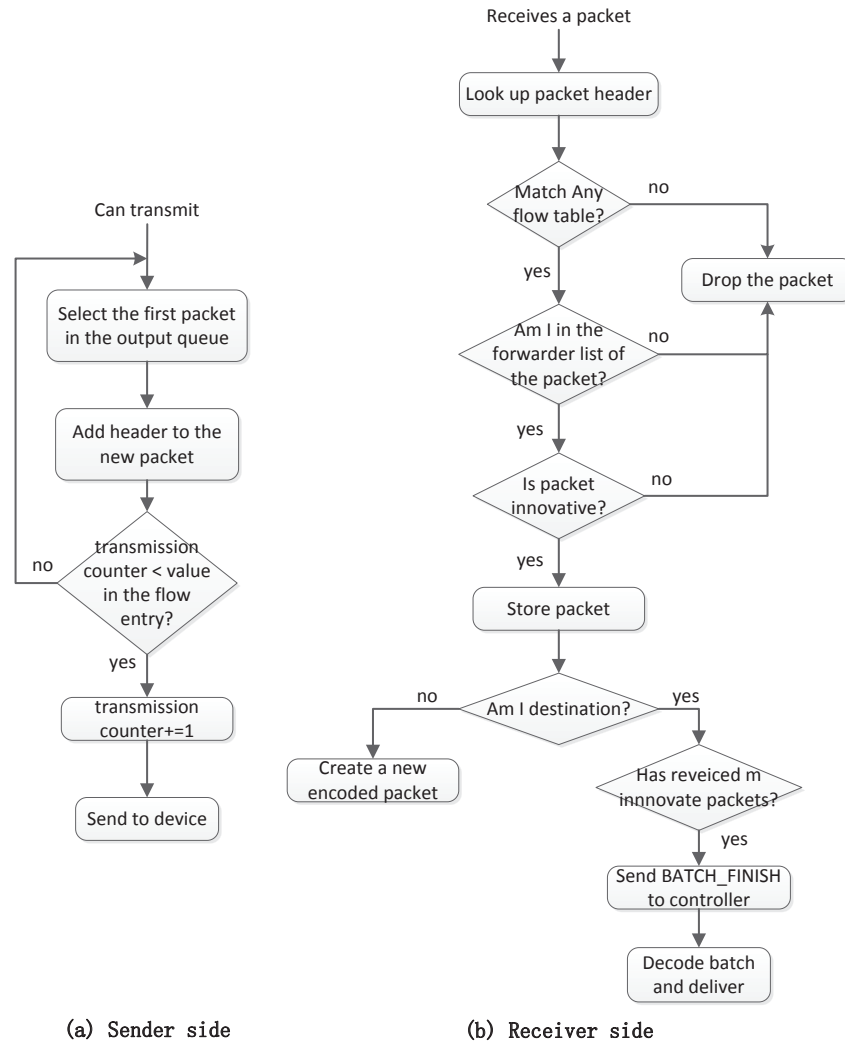 Can transmit
Select the first packet
in the output queue
Add header to the
new packet
transmission
counter < value
in the flow
entry?
no
yes
transmission
counter+=1
Send to device
(a) Sender side
Receives a packet
Look up packet header
Match Any
flow table?
no
yes
Drop the packet
Am I in the
forwarder list of
the packet?
no
yes
Is packet
innovative?
no
yes
Store packet
Am I destination?
no
yes
Create a new
encoded packet
Has reveiced m
innnovate packets?
yes
Send BATCH_FINISH
to controller
Decode batch
and deliver
(b) Receiver side